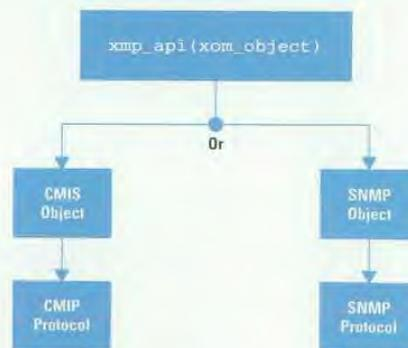 xmp_api(xom_object)
Or
CMIS
Object
SNMP
Object
CMIP
Protocol
SNMP
Protocol